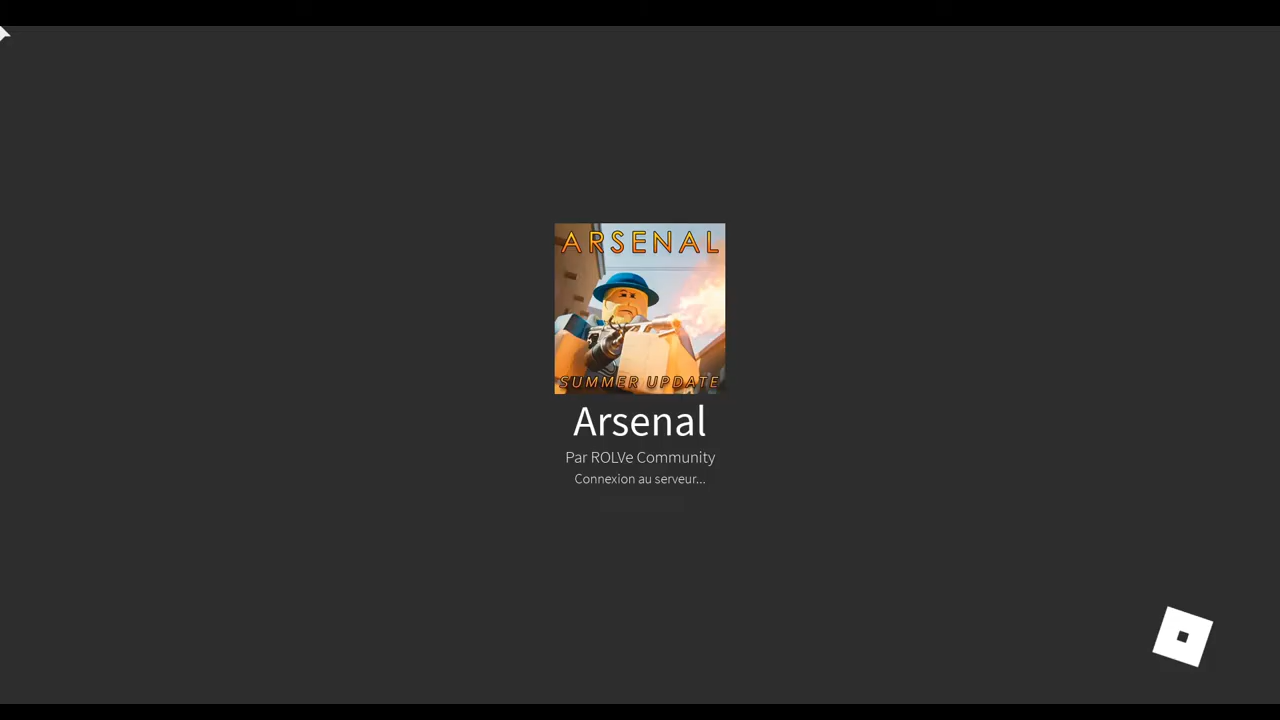 ARSENAL
SUMMER UPDATE
Arsenal
Par ROLVe Community
Connexion au serveur...